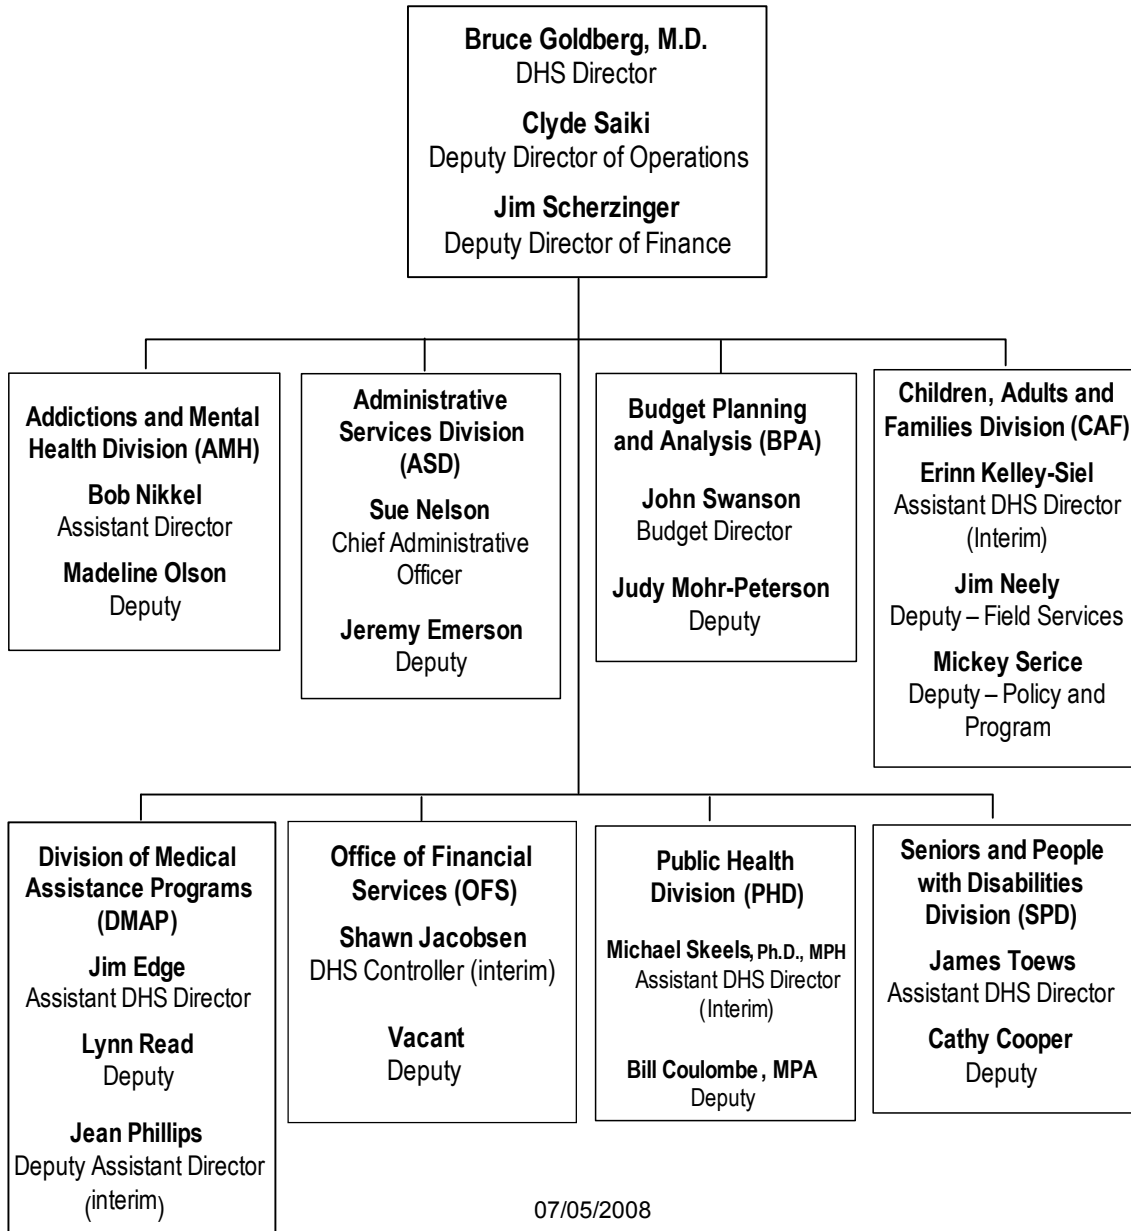 Bruce Goldberg, M.D.
DHS Director
Clyde Saiki
Deputy Director of Operations
Jim Scherzinger
Deputy Director of Finance
Addictions and Mental
Health Division (AMH)
Bob Nikkel
Assistant Director
Madeline Olson
Deputy
Administrative
Services Division
(ASD)
Sue Nelson
Chief Administrative
Officer
Jeremy Emerson
Deputy
Budget Planning
and Analysis (BPA)
John Swanson
Budget Director
Judy Mohr-Peterson
Deputy
Children, Adults and
Families Division (CAF)
Erinn Kelley-Siel
Assistant DHS Director
(Interim)
Jim Neely
Deputy – Field Services
Mickey Serice
Deputy – Policy and
Program
Division of Medical
Assistance Programs
(DMAP)
Jim Edge
Assistant DHS Director
Lynn Read
Deputy
Jean Phillips
Deputy Assistant Director
(interim)
Office of Financial
Services (OFS)
Shawn Jacobsen
DHS Controller (interim)
Vacant
Deputy
Public Health
Division (PHD)
Michael Skeels, Ph.D., MPH
Assistant DHS Director
(Interim)
Bill Coulombe, MPA
Deputy
Seniors and People
with Disabilities
Division (SPD)
James Toews
Assistant DHS Director
Cathy Cooper
Deputy
07/05/2008